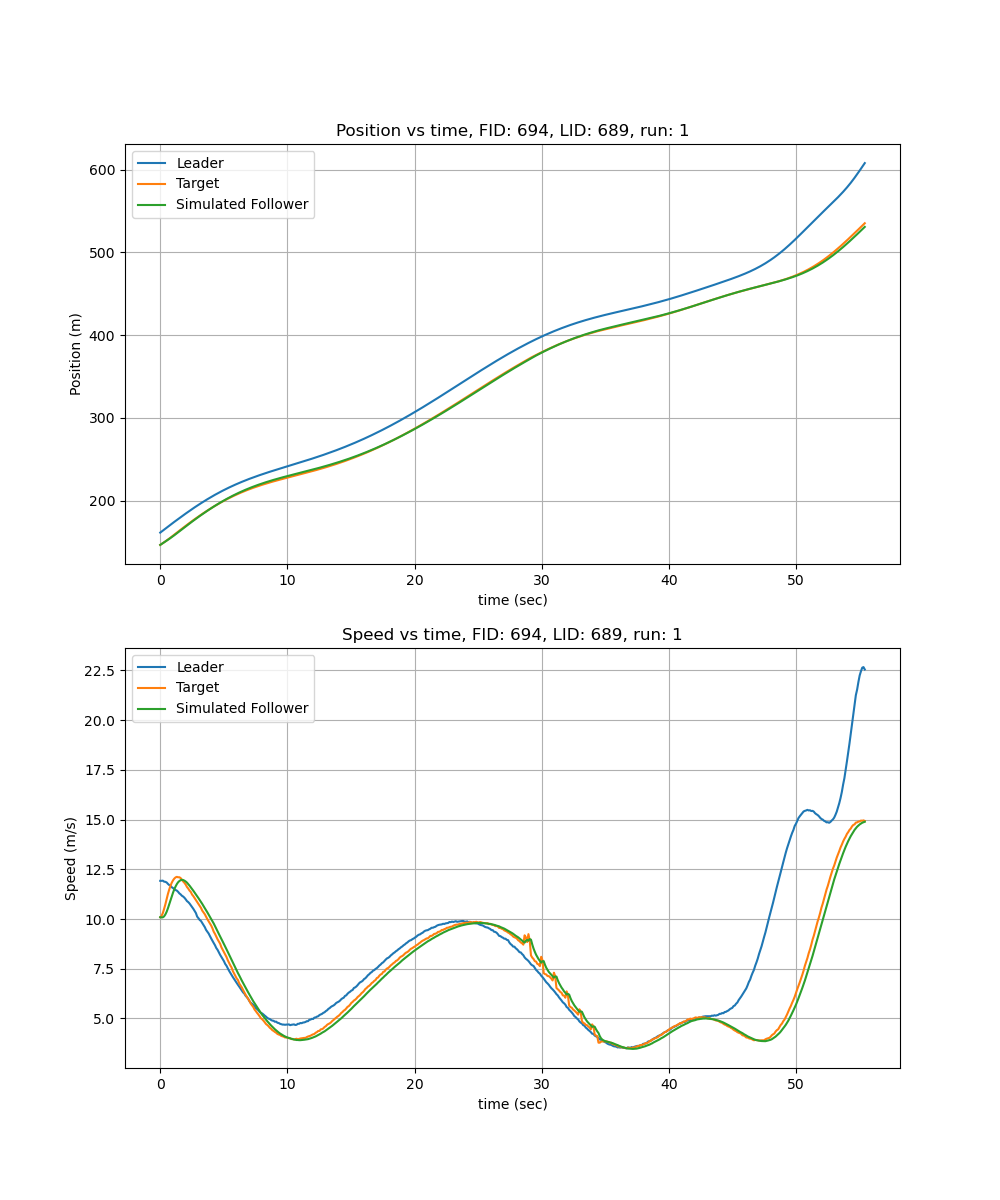 Position vs time, FID: 694, LID: 689, run: 1
Leader
Target
Simulated Follower
600
500
400
300
200
Position (m)
0 10 20 30 40 50
time (sec)
Speed vs time, FID: 694, LID: 689, run: 1
Leader
Target
Simulated Follower
22.5
20.0
17.5
15.0
12.5
10.0
7.5
5.0
Speed (m/s)
0 10 20 30 40 50
time (sec)